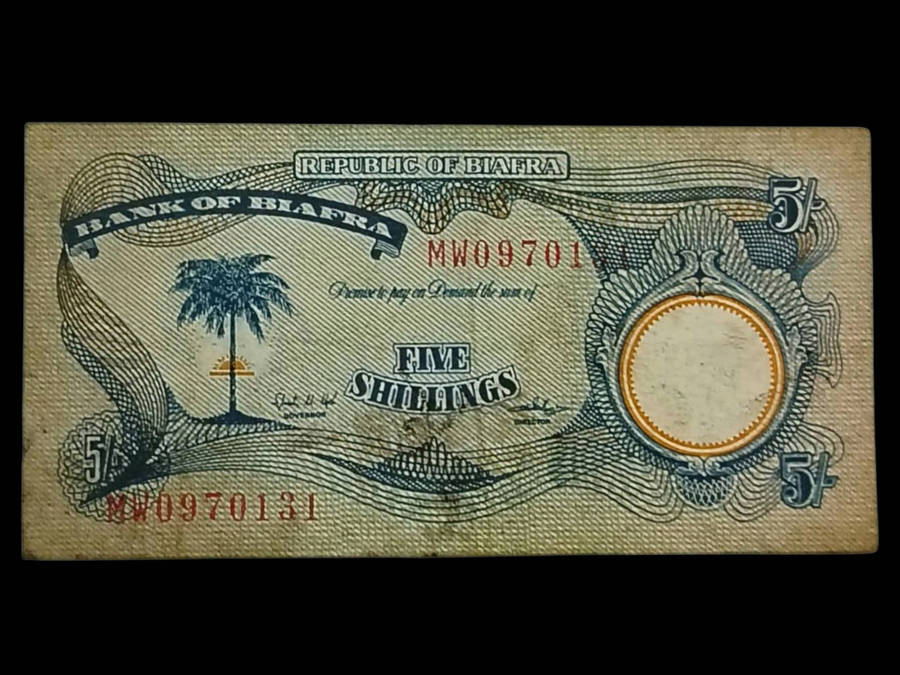 REPUBLIC OF BIAFRA
BANK OF BIAFRA
5/-
MW0970131
Promise to pay on Demand the sum of
FIVE
SHILLINGS
GOVERNOR
DIRECTOR
5/-
5/-
MW0970131